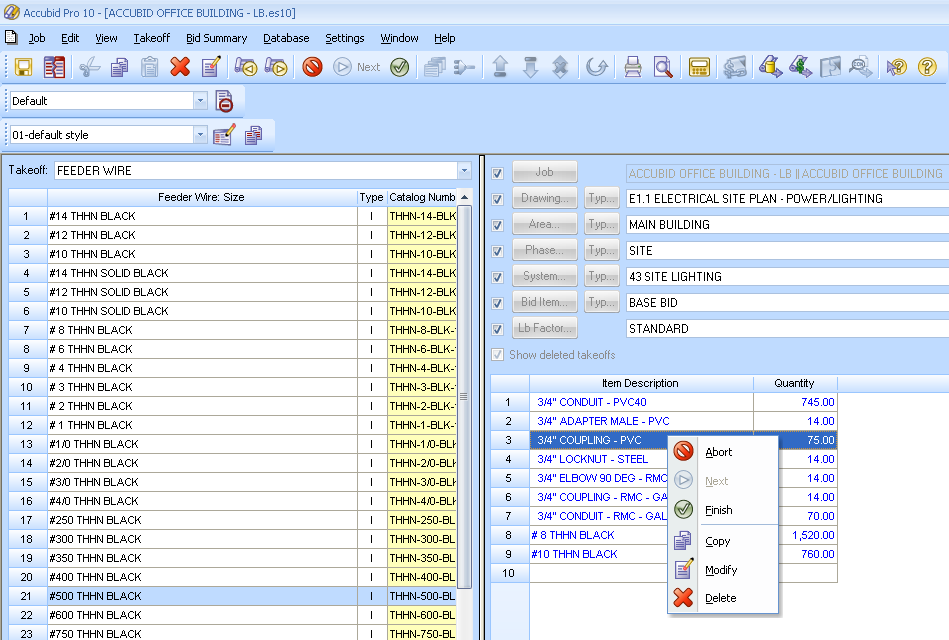 Accubid Pro 10 - [ACCUBID OFFICE BUILDING - LB.es10]
Job Edit View Takeoff Bid Summary Database Settings Window Help
Next
Default
01-default style
Takeoff: FEEDER WIRE
Feeder Wire: Size Type Catalog Numb
1 #14 THHN BLACK I THHN-14-BLK
2 #12 THHN BLACK I THHN-12-BLK
3 #10 THHN BLACK I THHN-10-BLK
4 #14 THHN SOLID BLACK I THHN-14-BLK
5 #12 THHN SOLID BLACK I THHN-12-BLK
6 #10 THHN SOLID BLACK I THHN-10-BLK
7 # 8 THHN BLACK I THHN-8-BLK-
8 # 6 THHN BLACK I THHN-6-BLK-
9 # 4 THHN BLACK I THHN-4-BLK-
10 # 3 THHN BLACK I THHN-3-BLK-
11 # 2 THHN BLACK I THHN-2-BLK-
12 # 1 THHN BLACK I THHN-1-BLK-
13 #1/0 THHN BLACK I THHN-1/0-BLK
14 #2/0 THHN BLACK I THHN-2/0-BLK
15 #3/0 THHN BLACK I THHN-3/0-BLK
16 #4/0 THHN BLACK I THHN-4/0-BLK
17 #250 THHN BLACK I THHN-250-BL
18 #300 THHN BLACK I THHN-300-BL
19 #350 THHN BLACK I THHN-350-BL
20 #400 THHN BLACK I THHN-400-BL
21 #500 THHN BLACK I THHN-500-BL
22 #600 THHN BLACK I THHN-600-BL
23 #750 THHN BLACK I THHN-750-BL
Job ACCUBID OFFICE BUILDING - LB || ACCUBID OFFICE BUILDING
Drawing... Typ... E1.1 ELECTRICAL SITE PLAN - POWER/LIGHTING
Area... Typ... MAIN BUILDING
Phase... Typ... SITE
System... Typ... 43 SITE LIGHTING
Bid Item... Typ... BASE BID
Lb Factor... STANDARD
Show deleted takeoffs
Item Description Quantity
1 3/4" CONDUIT - PVC40 745.00
2 3/4" ADAPTER MALE - PVC 14.00
3 3/4" COUPLING - PVC 75.00
4 3/4" LOCKNUT - STEEL 14.00
5 3/4" ELBOW 90 DEG - RMC 14.00
6 3/4" COUPLING - RMC - GA 14.00
7 3/4" CONDUIT - RMC - GAL 70.00
8 # 8 THHN BLACK 1,520.00
9 #10 THHN BLACK 760.00
10
Abort
Next
Finish
Copy
Modify
Delete